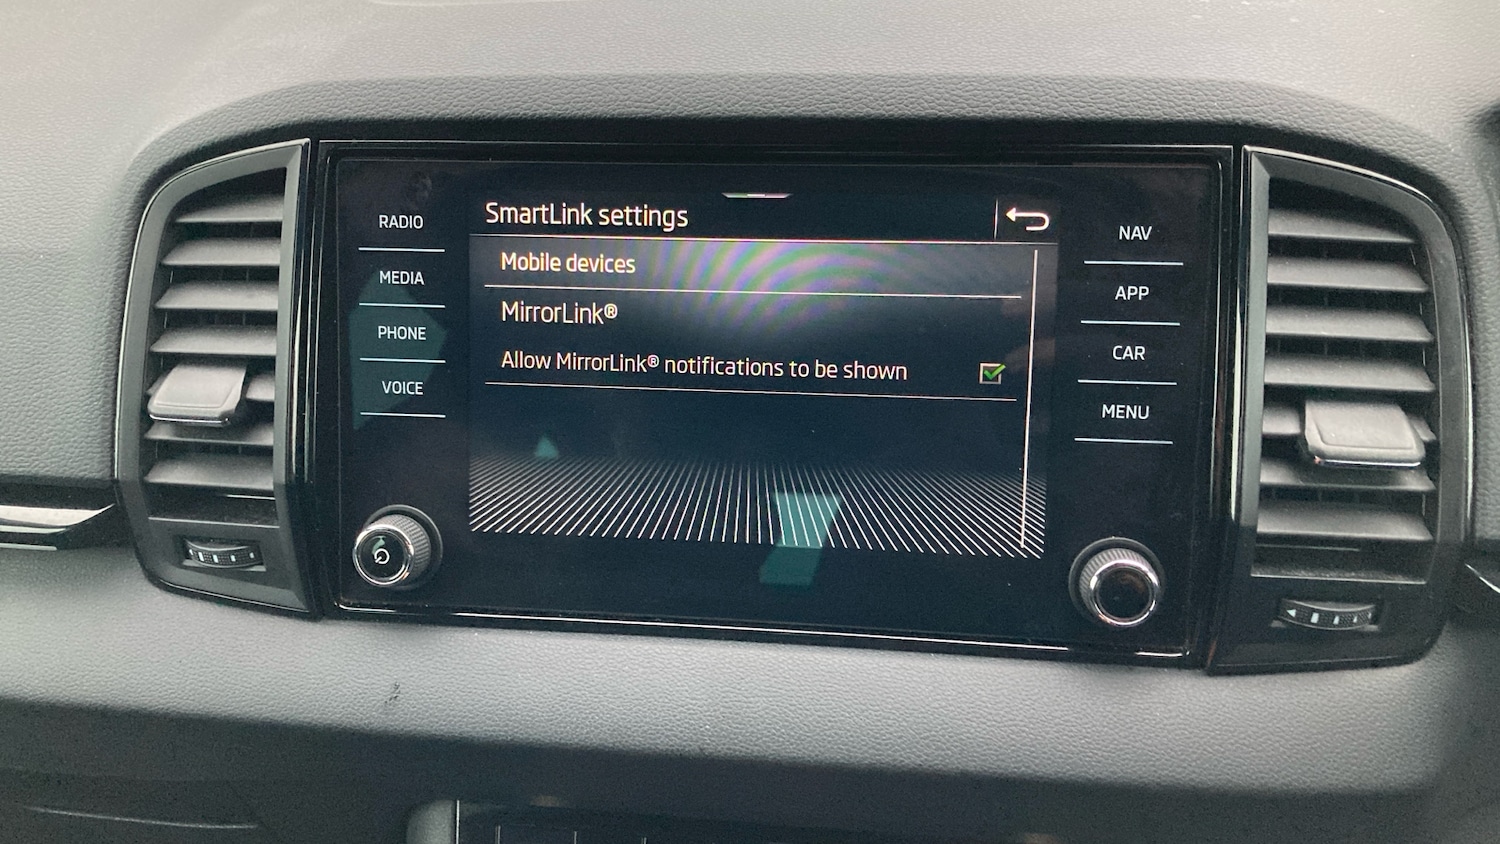 RADIO
MEDIA
PHONE
VOICE
SmartLink settings
Mobile devices
MirrorLink®
Allow MirrorLink® notifications to be shown
NAV
APP
CAR
MENU